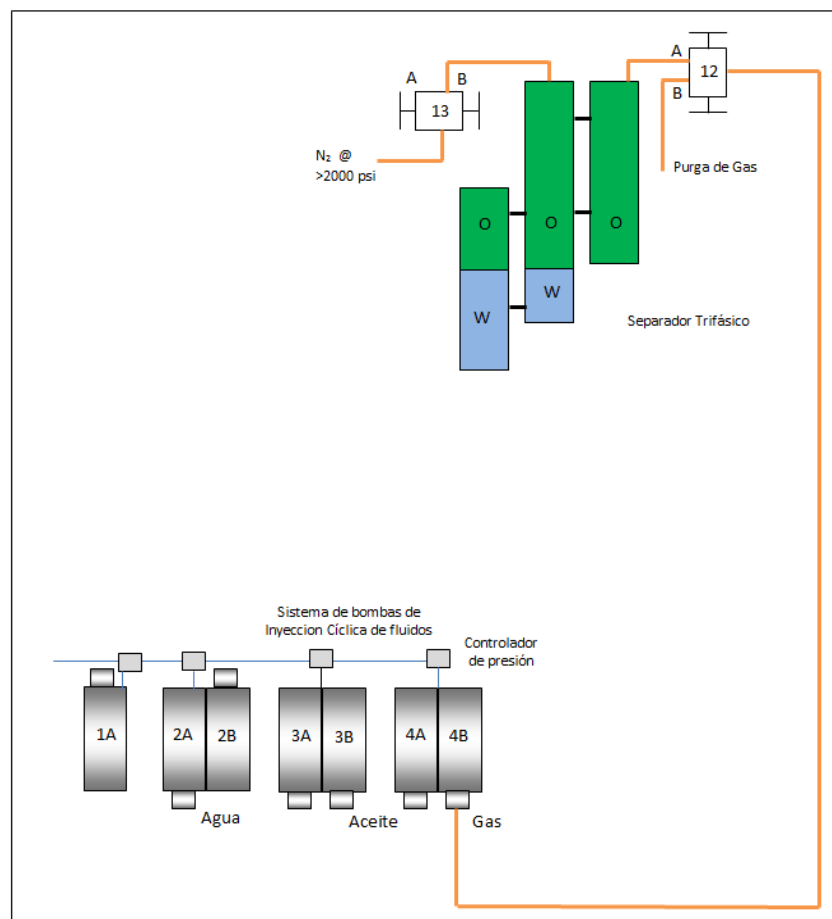 A
A
B
12
13
B
N₂ @
>2000 psi
Purga de Gas
O
O
O
W
W
Separador Trifásico
Sistema de bombas de
Inyeccion Cíclica de fluidos
Controlador
de presión
1A
2A
2B
3A
3B
4A
4B
Agua
Aceite
Gas